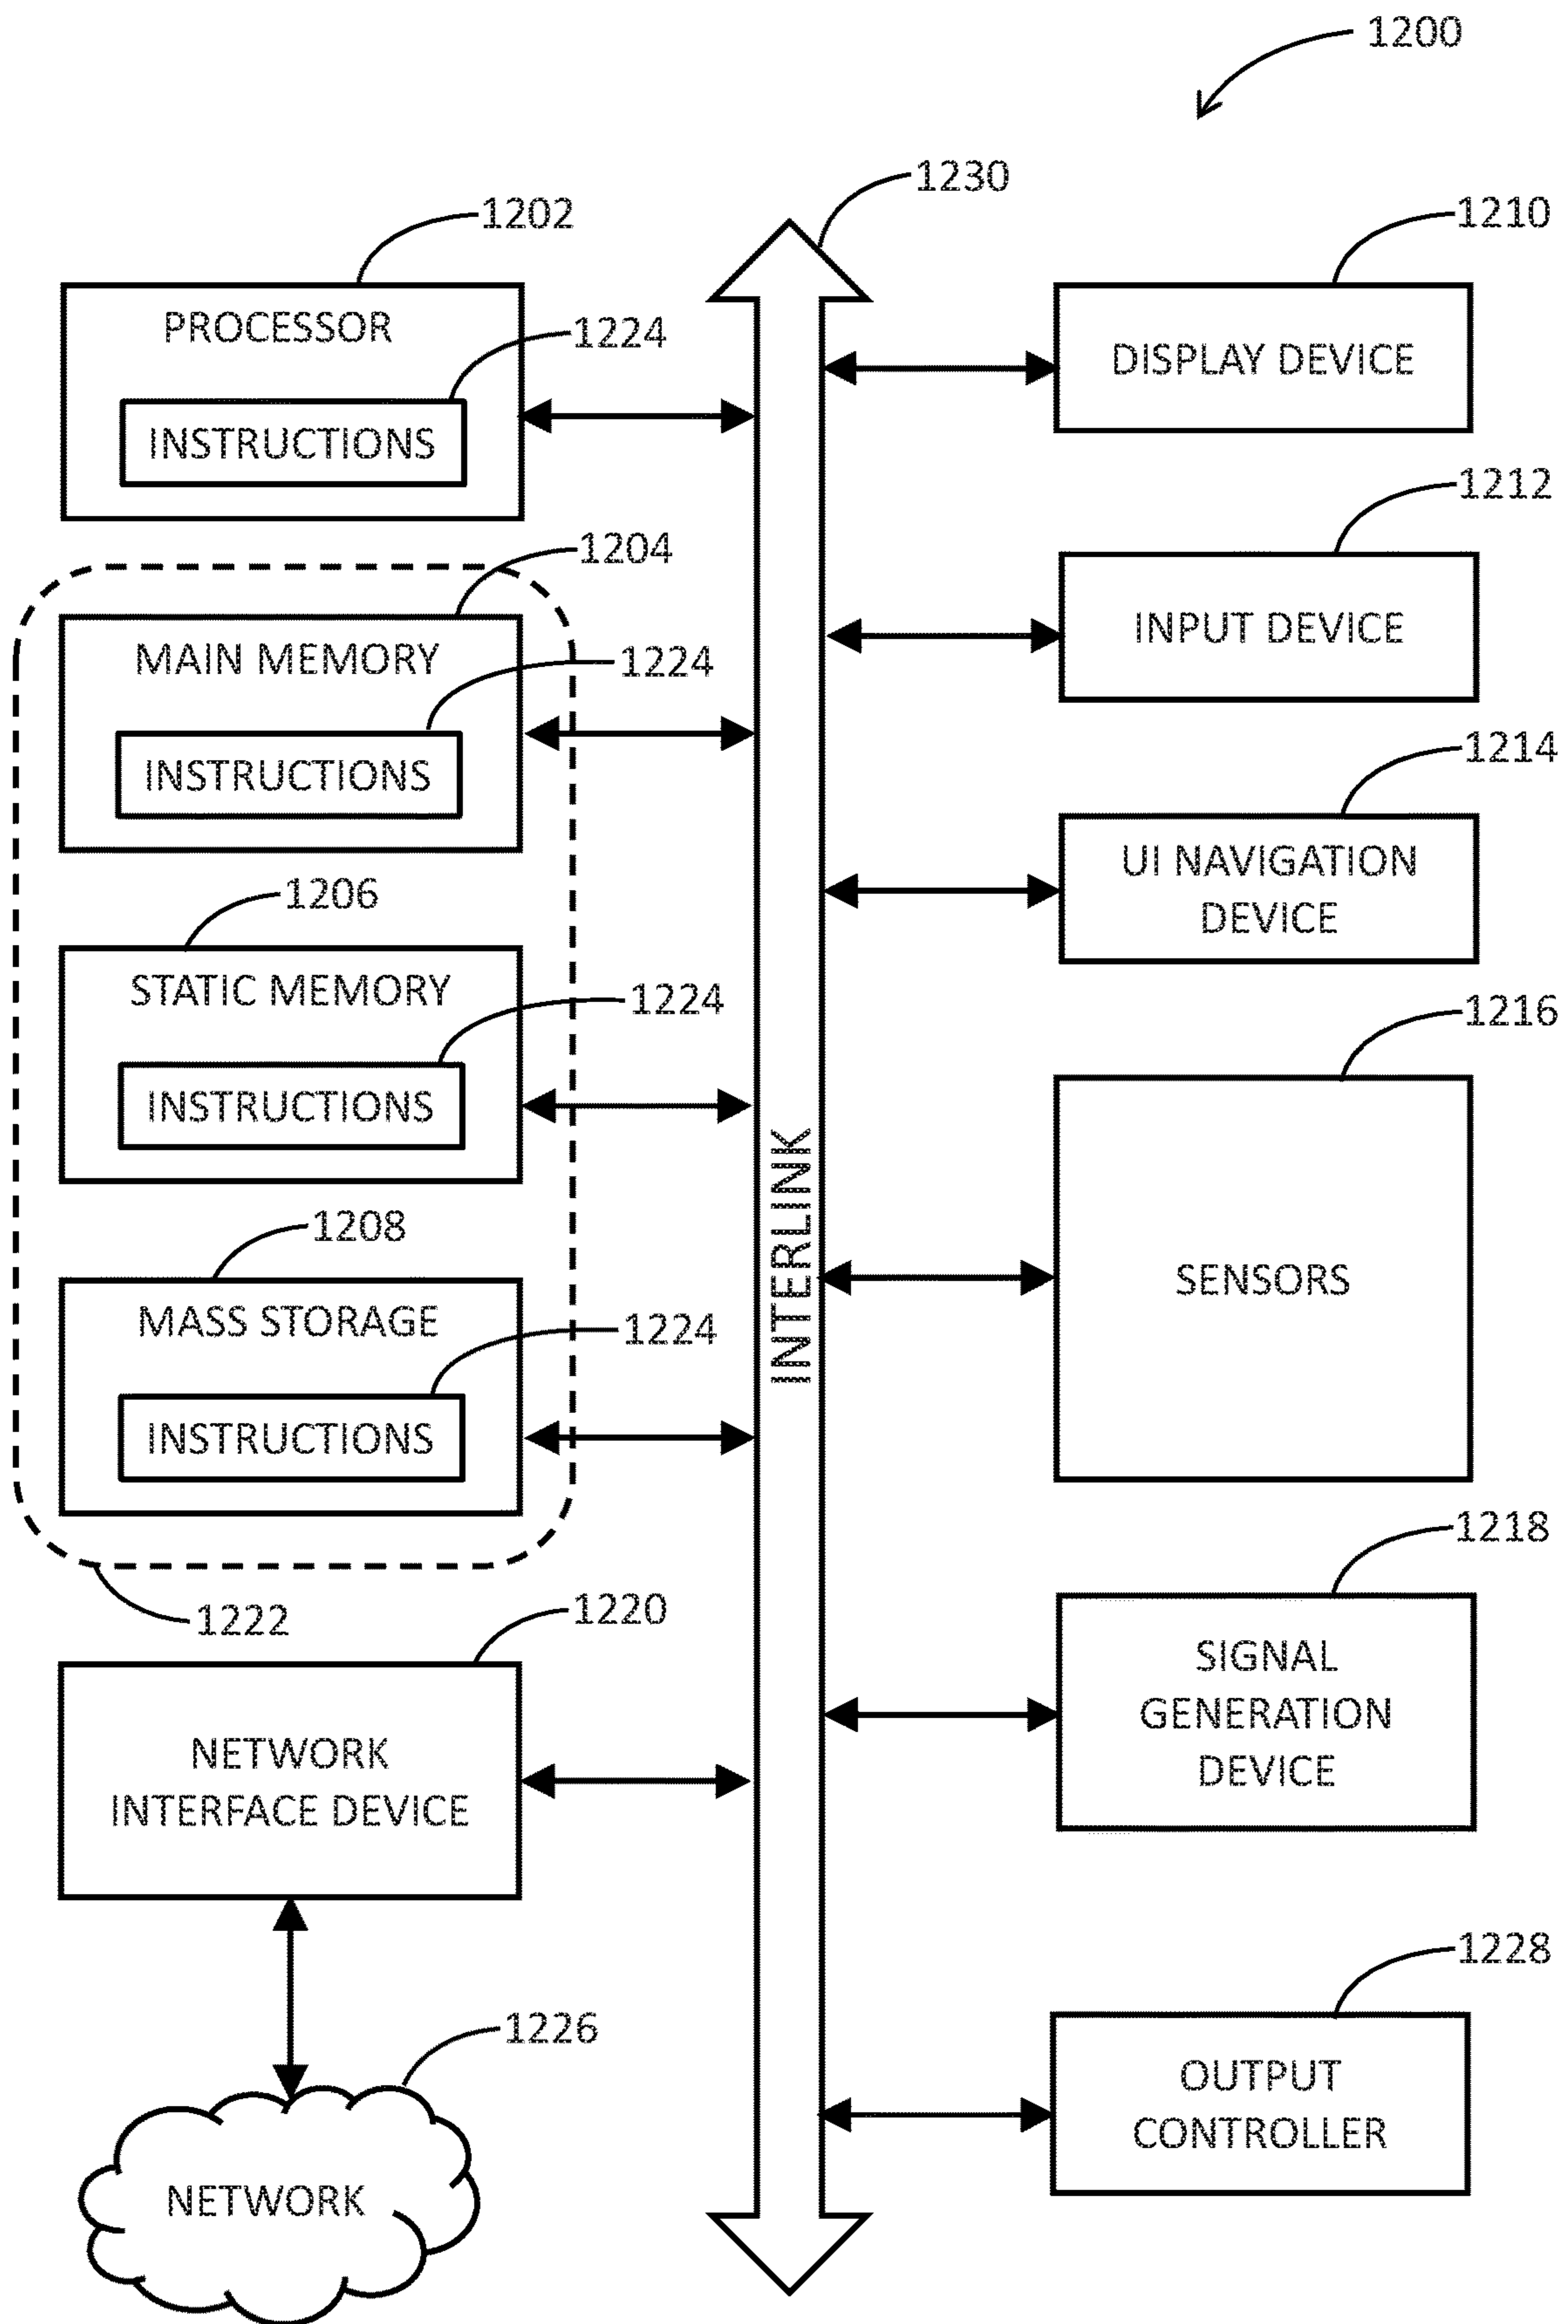 1200
1230
1202
PROCESSOR
1224
INSTRUCTIONS
1204
MAIN MEMORY
1224
INSTRUCTIONS
1206
STATIC MEMORY
1224
INSTRUCTIONS
1208
MASS STORAGE
1224
INSTRUCTIONS
1222
1220
NETWORK
INTERFACE DEVICE
1226
NETWORK
INTERLINK
1210
DISPLAY DEVICE
1212
INPUT DEVICE
1214
UI NAVIGATION
DEVICE
1216
SENSORS
1218
SIGNAL
GENERATION
DEVICE
1228
OUTPUT
CONTROLLER